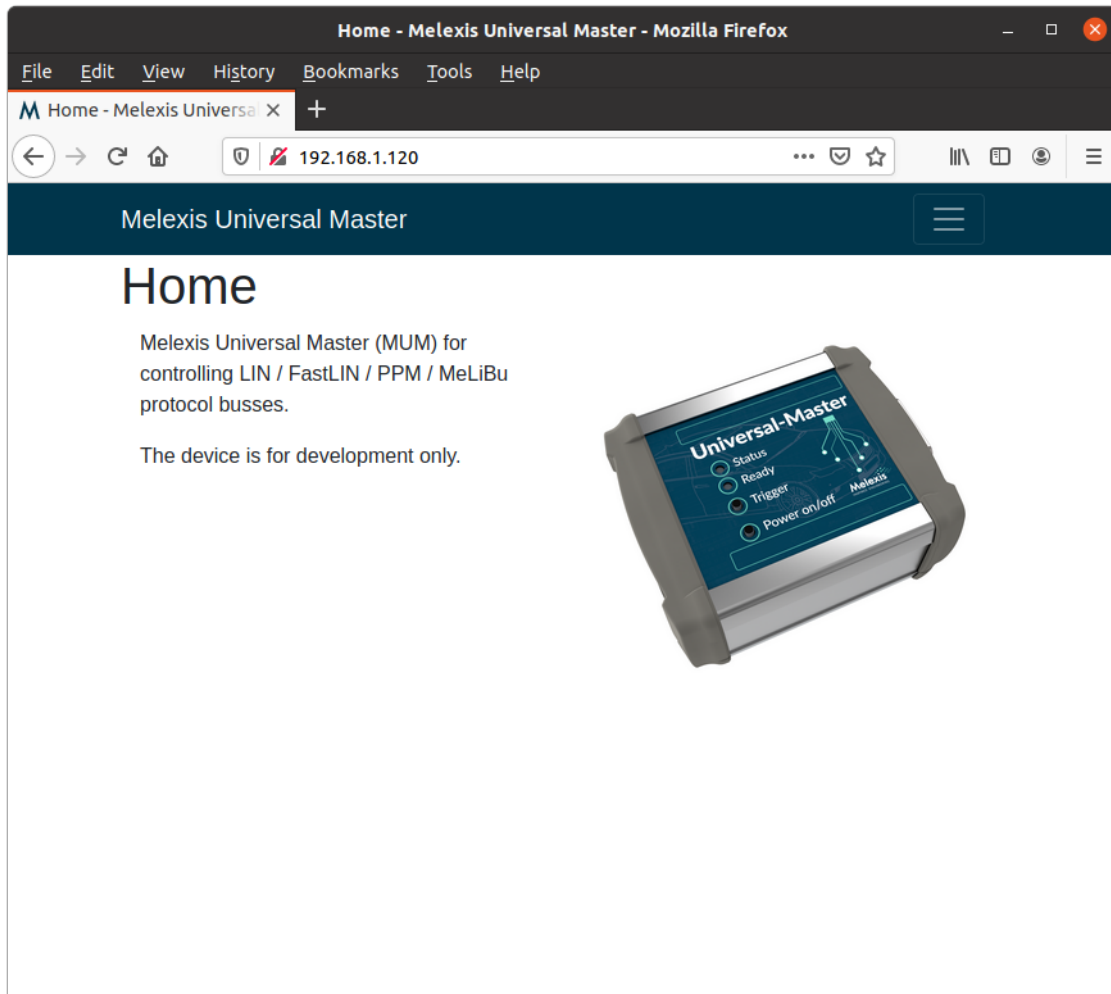 Home - Melexis Universal Master - Mozilla Firefox
File Edit View History Bookmarks Tools Help
Home - Melexis Universal
192.168.1.120
Melexis Universal Master
Home
Melexis Universal Master (MUM) for
controlling LIN / FastLIN / PPM / MeLiBu
protocol busses.
The device is for development only.
Universal-Master
Status
Ready
Trigger
Power on/off
Melexis